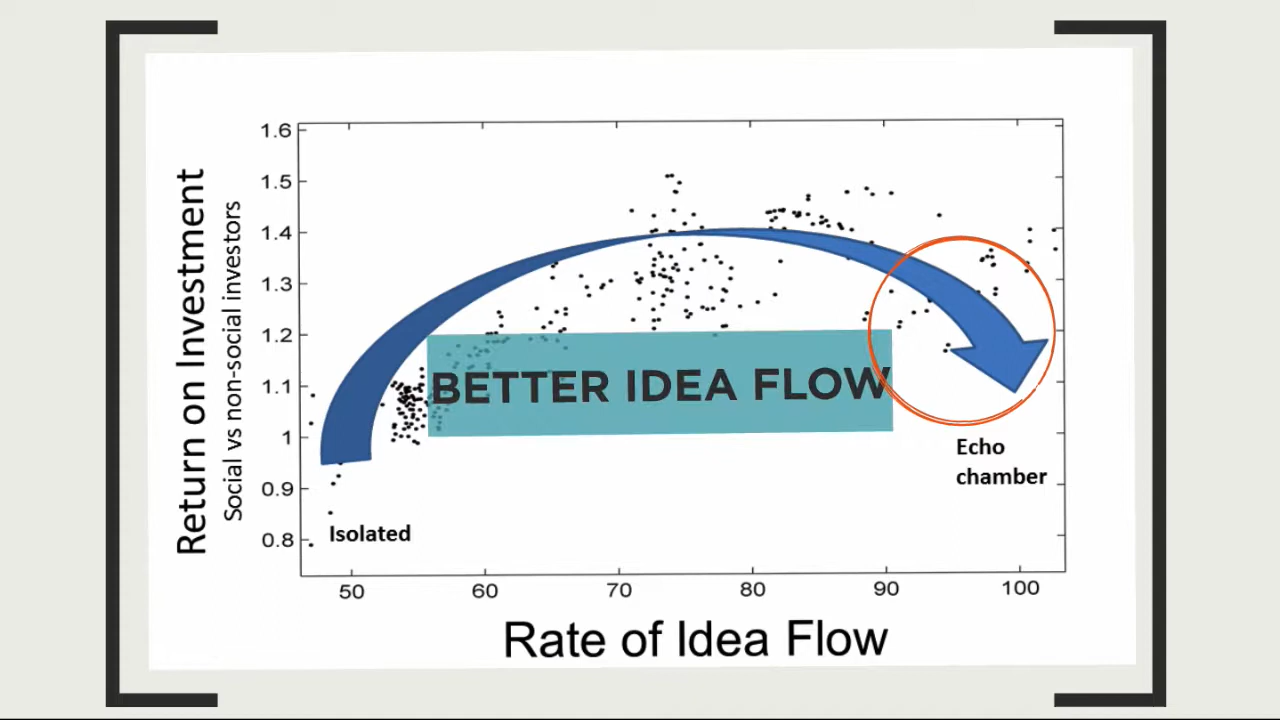 Return on Investment
Social vs non-social investors
1.6
1.5
1.4
1.3
1.2
1.1
1
0.9
0.8
BETTER IDEA FLOW
Echo
chamber
Isolated
50 60 70 80 90 100
Rate of Idea Flow